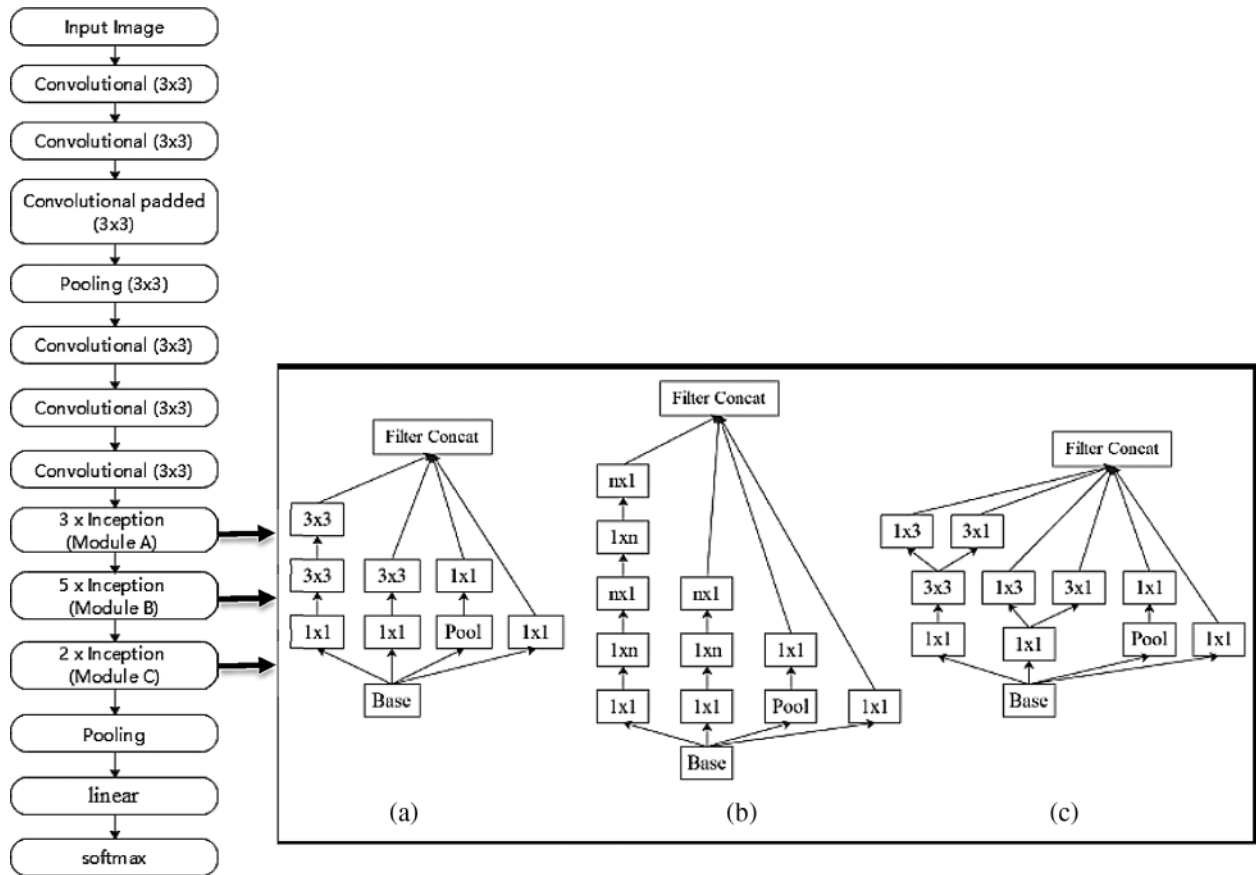 Input Image
Convolutional (3x3)
Convolutional (3x3)
Convolutional padded
(3x3)
Pooling (3x3)
Convolutional (3x3)
Convolutional (3x3)
Convolutional (3x3)
3 x Inception
(Module A)
5 x Inception
(Module B)
2 x Inception
(Module C)
Pooling
linear
softmax
Filter Concat
3x3
3x3
3x3
1x1
1x1
1x1
Pool
1x1
Base
(a)
Filter Concat
nx1
1xn
nx1
nx1
1xn
1xn
1x1
1x1
1x1
Pool
1x1
Base
(b)
Filter Concat
1x3
3x1
3x3
1x3
3x1
1x1
1x1
1x1
Pool
1x1
Base
(c)